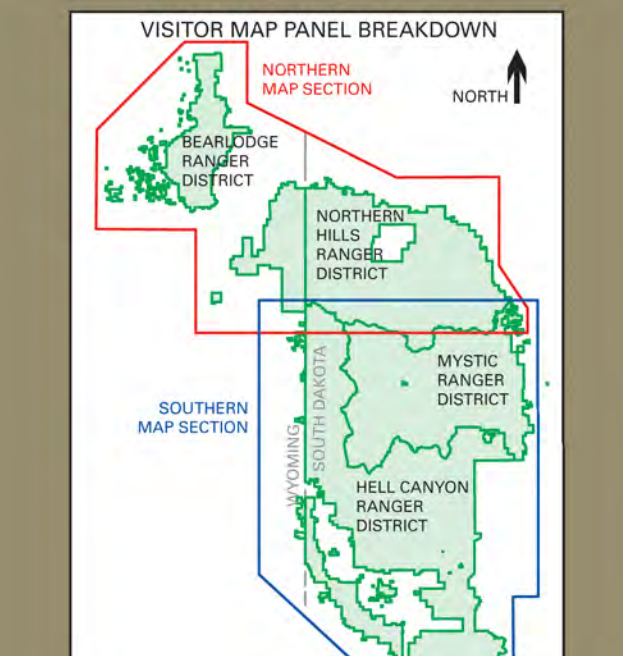 VISITOR MAP PANEL BREAKDOWN
NORTHERN
MAP SECTION
NORTH
BEARLODGE
RANGER
DISTRICT
NORTHERN
HILLS
RANGER
DISTRICT
MYSTIC
RANGER
DISTRICT
SOUTHERN
MAP SECTION
WYOMING
SOUTH DAKOTA
HELL CANYON
RANGER
DISTRICT